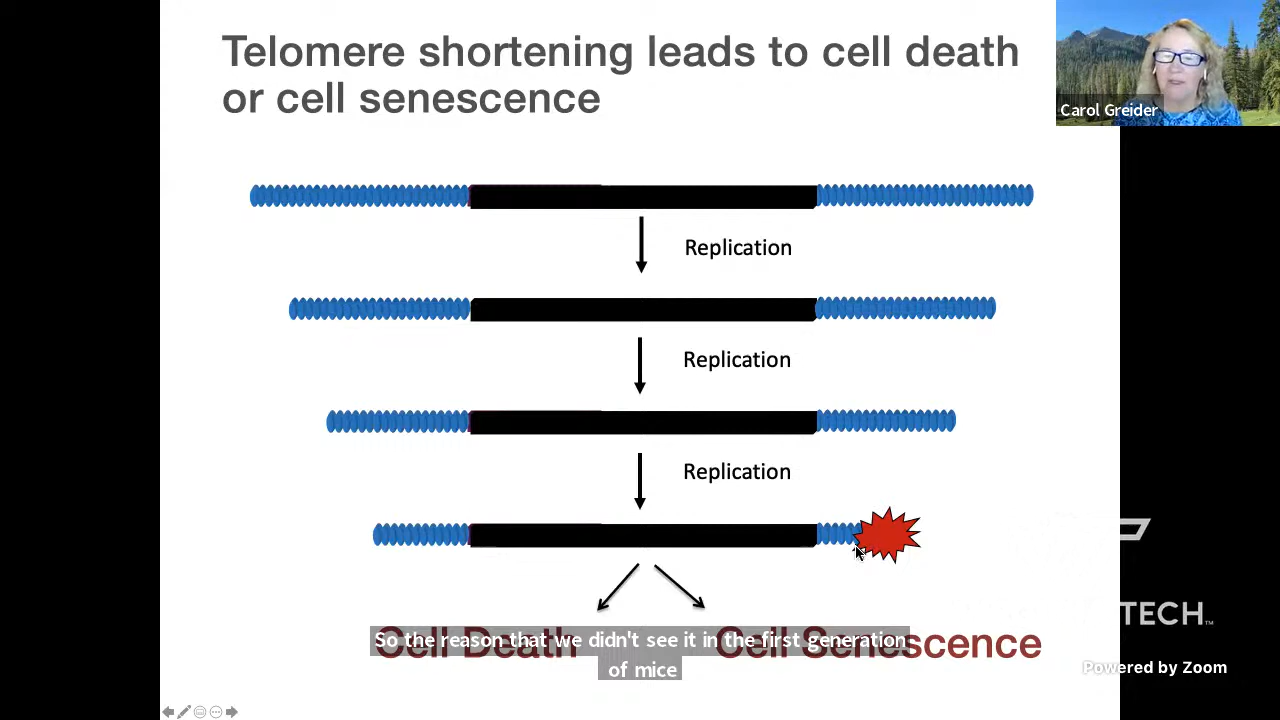 Telomere shortening leads to cell death
or cell senescence
Carol Greider
Replication
Replication
Replication
Cell Death
Cell Senescence
So the reason that we didn't see it in the first generation
of mice
TECH™
Powered by Zoom